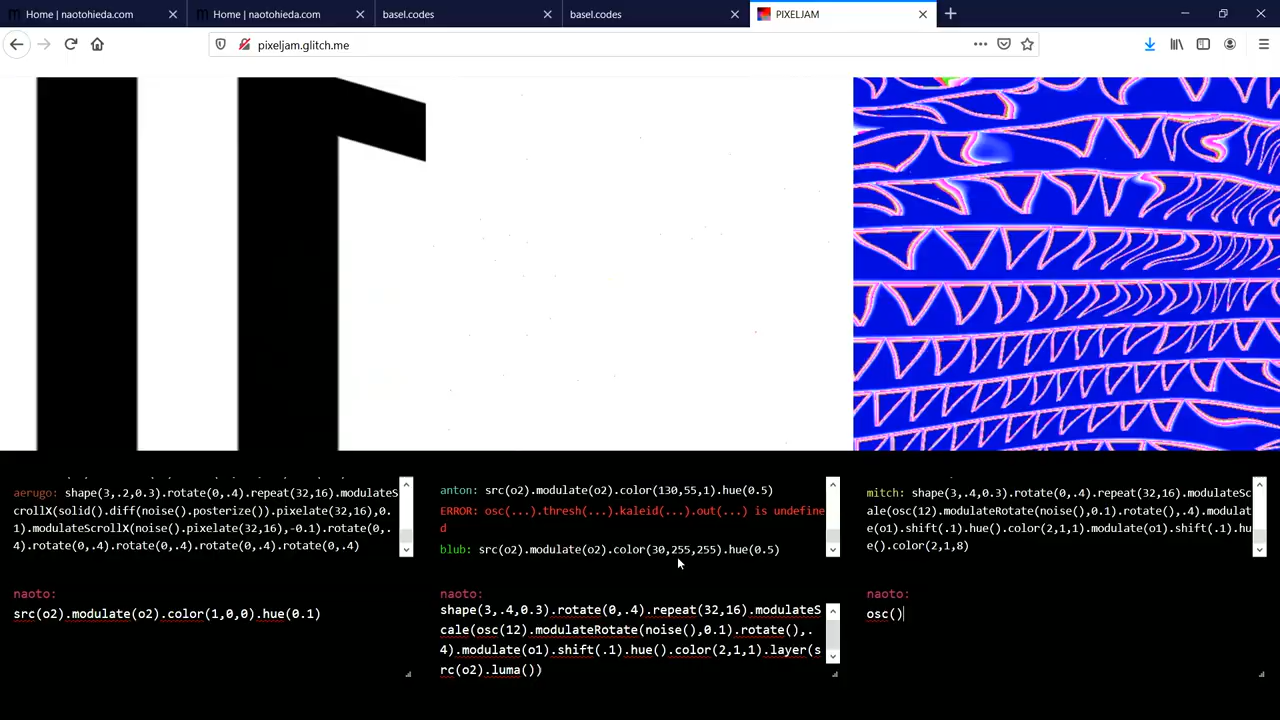 Home | naotohieda.com
Home | naotohieda.com
basel.codes
basel.codes
PIXELJAM
pixeljam.glitch.me
aerugo: shape(3,.2,0.3).rotate(0,.4).repeat(32,16).modulateS
crollX(solid().diff(noise().posterize()).pixelate(32,16),0.
1).modulateScrollX(noise().pixelate(32,16),-0.1).rotate(0,.
4).rotate(0,.4).rotate(0,.4).rotate(0,.4)
naoto:
src(o2).modulate(o2).color(1,0,0).hue(0.1)
anton: src(o2).modulate(o2).color(130,55,1).hue(0.5)
ERROR: osc(...).thresh(...).kaleid(...).out(...) is undefine
d
blub: src(o2).modulate(o2).color(30,255,255).hue(0.5)
naoto:
shape(3,.4,0.3).rotate(0,.4).repeat(32,16).modulateS
cale(osc(12).modulateRotate(noise(),0.1).rotate(),.
4).modulate(o1).shift(.1).hue().color(2,1,1).layer(s
rc(o2).luma())
mitch: shape(3,.4,0.3).rotate(0,.4).repeat(32,16).modulateSc
ale(osc(12).modulateRotate(noise(),0.1).rotate(),.4).modulat
e(o1).shift(.1).hue().color(2,1,1).modulate(o1).shift(.1).hu
e().color(2,1,8)
naoto:
osc()